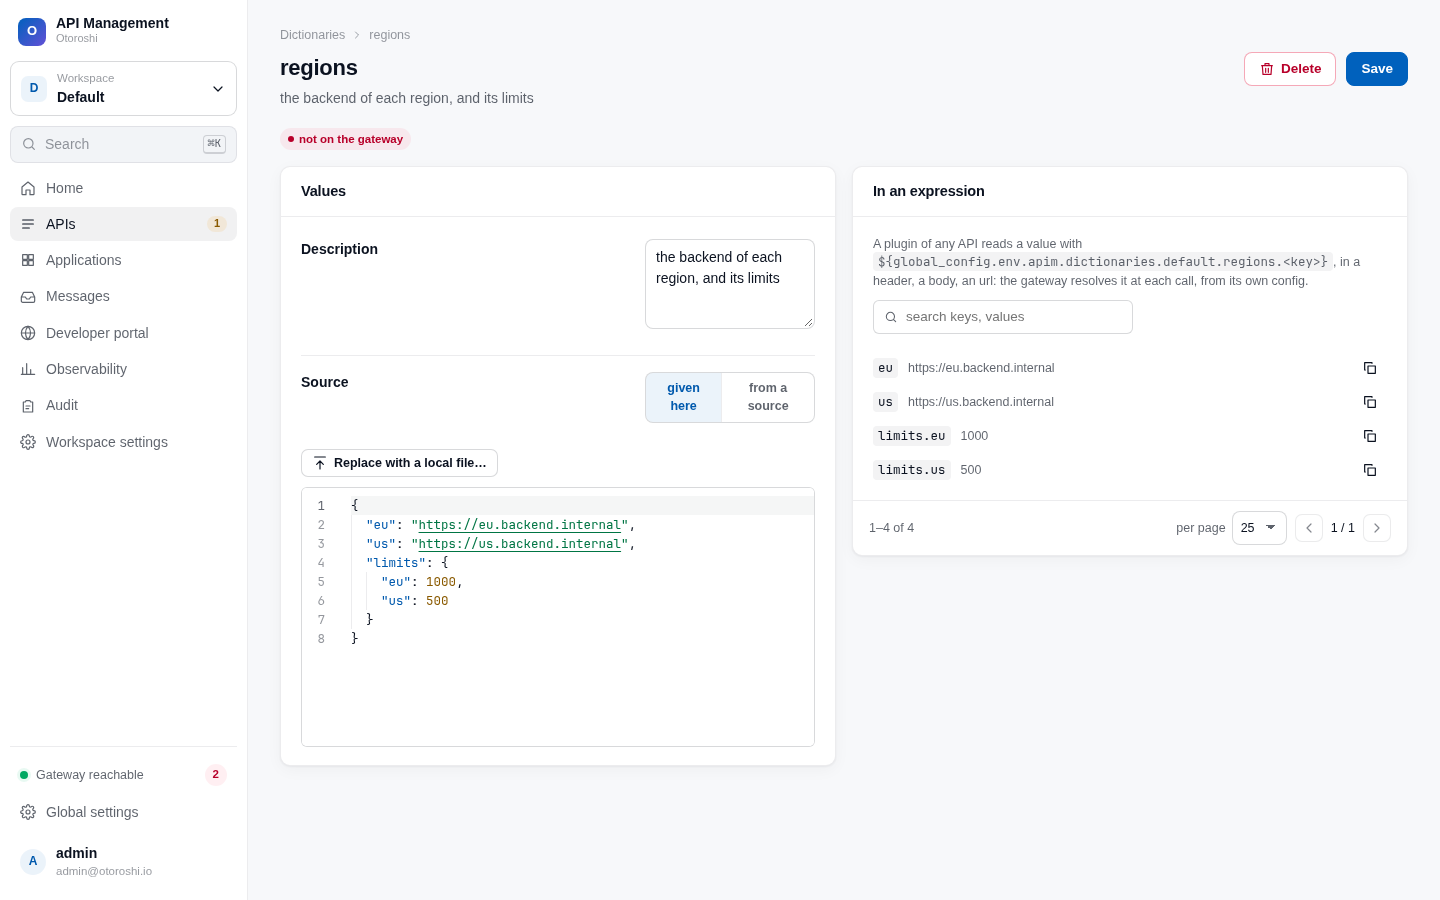 O
API Management
Otoroshi
D
Workspace
Default
Search
⌘K
Home
APIs
1
Applications
Messages
Developer portal
Observability
Audit
Workspace settings
Gateway reachable
2
Global settings
A
admin
admin@otoroshi.io
Dictionaries
regions
regions
the backend of each region, and its limits
Delete
Save
not on the gateway
Values
Description
the backend of each
region, and its limits
Source
given
here
from a
source
Replace with a local file...
1 {
2   "eu": "https://eu.backend.internal",
3   "us": "https://us.backend.internal",
4   "limits": {
5     "eu": 1000,
6     "us": 500
7   }
8 }
In an expression
A plugin of any API reads a value with
${global_config.env.apim.dictionaries.default.regions.<key>}, in a
header, a body, an url: the gateway resolves it at each call, from its own config.
search keys, values
eu https://eu.backend.internal
us https://us.backend.internal
limits.eu 1000
limits.us 500
1–4 of 4
per page
25
1 / 1